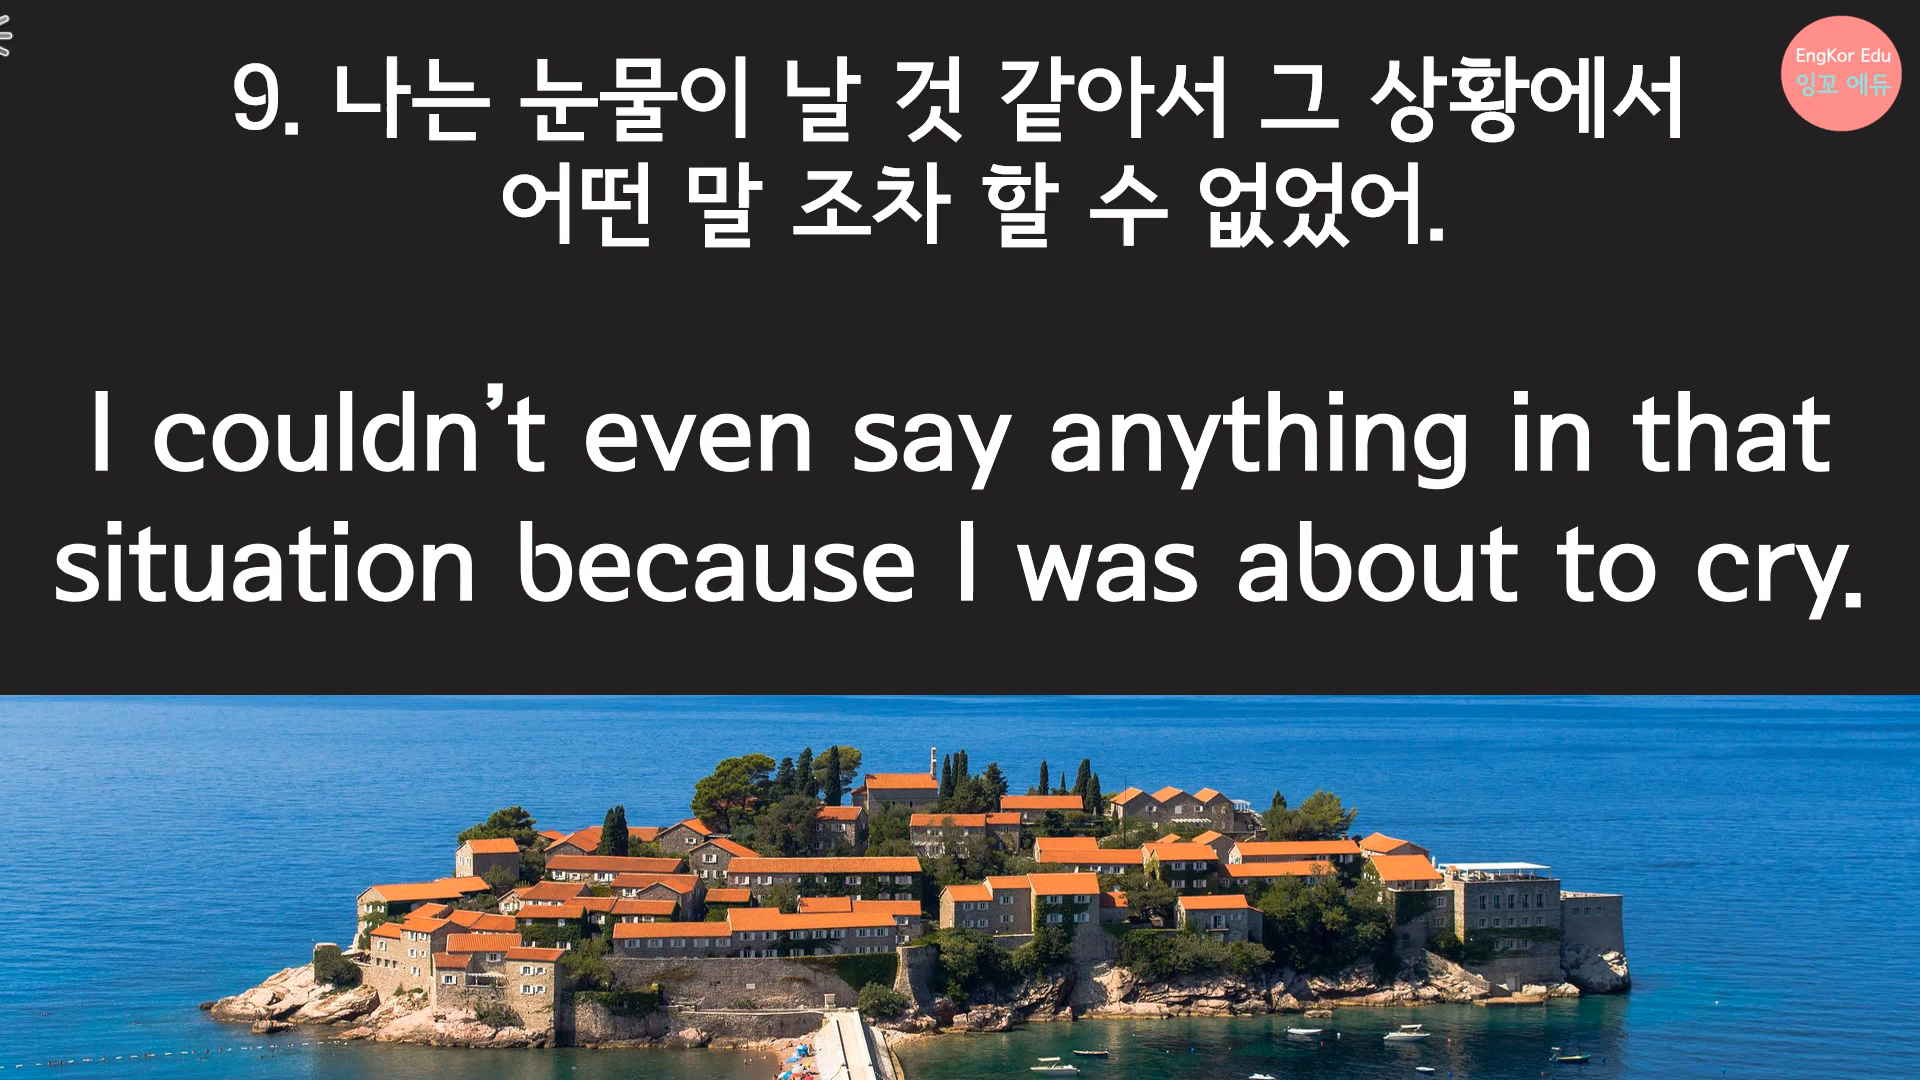 9. 나는 눈물이 날 것 같아서 그 상황에서
어떤 말 조차 할 수 없었어.
I couldn’t even say anything in that
situation because I was about to cry.
EngKor Edu
잉꼬 에듀